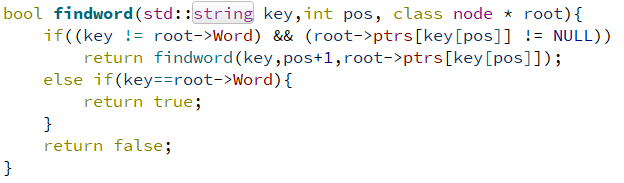 bool findword(std::string key,int pos, class node * root){
    if((key != root->Word) && (root->ptrs[key[pos]] != NULL))
        return findword(key,pos+1,root->ptrs[key[pos]]);
    else if(key==root->Word){
        return true;
    }
    return false;
}